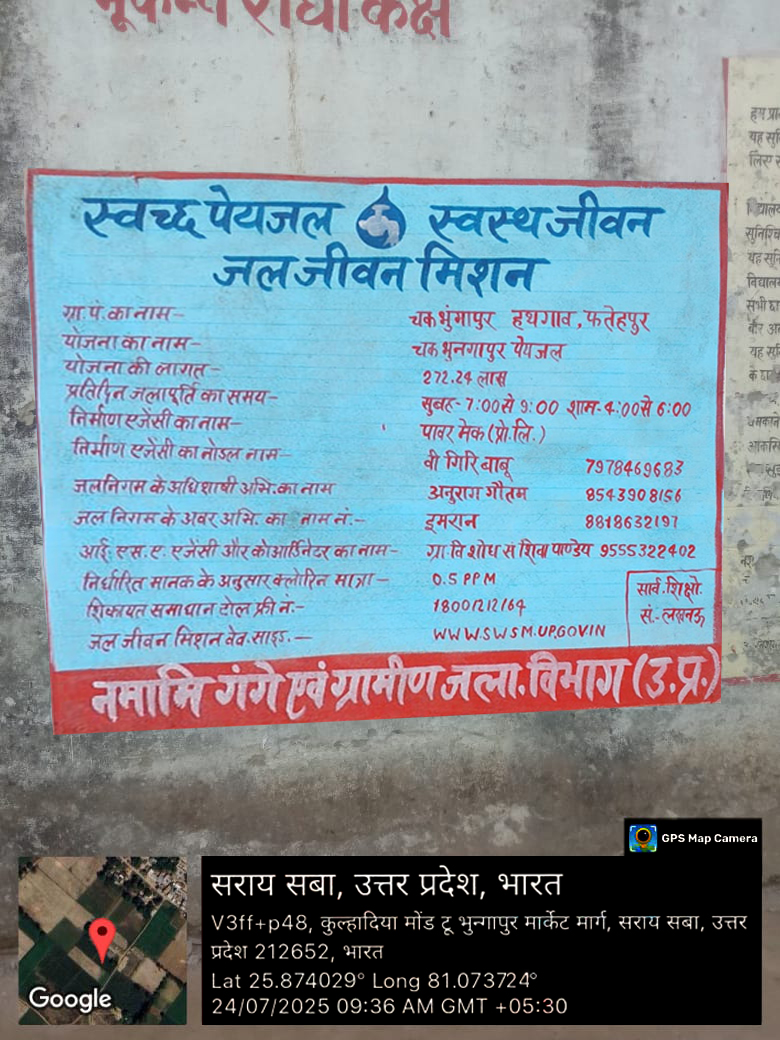 भूकम्प रोधी कक्ष
स्वच्छ पेयजल स्वस्थ जीवन
जल जीवन मिशन
ग्रा.पं. का नाम- चक भुंगापुर हथगाव, फतेहपुर
योजना का नाम- चक भुनगापुर पेयजल
योजना की लागत- 272.24 लाख
प्रतिदिन जलापूर्ति का समय- सुबह- 7:00 से 9:00 शाम- 4:00 से 6:00
निर्माण एजेंसी का नाम- पावर मेक (प्रो.लि.)
निर्माण एजेंसी का नोडल नाम- वी गिरि बाबू 7978469683
जल निगम के अधिशाषी अभि. का नाम अनुराग गौतम 8543908156
जल निगम के अवर अभि. का नाम नं.- इमरान 8818632197
आई. एस. ए. एजेंसी और कोआर्डिनेटर का नाम- ग्रा वि शोध सं शिवा पाण्डेय 9555322402
निर्धारित मानक के अनुसार क्लोरिन मात्रा- 0.5 PPM
शिकायत समाधान टोल फ्री नं.- 18001212164
जल जीवन मिशन वेव. साइड.- WWW.SWSM.UP.GOV.IN
सार्व. शिक्षो.
सं.- लखनऊ
नमामि गंगे एवं ग्रामीण जला. विभाग (उ.प्र.)
GPS Map Camera
सराय सबा, उत्तर प्रदेश, भारत
V3ff+p48, कुल्हादिया मोंड टू भुन्गापुर मार्केट मार्ग, सराय सबा, उत्तर
प्रदेश 212652, भारत
Lat 25.874029° Long 81.073724°
24/07/2025 09:36 AM GMT +05:30
Google